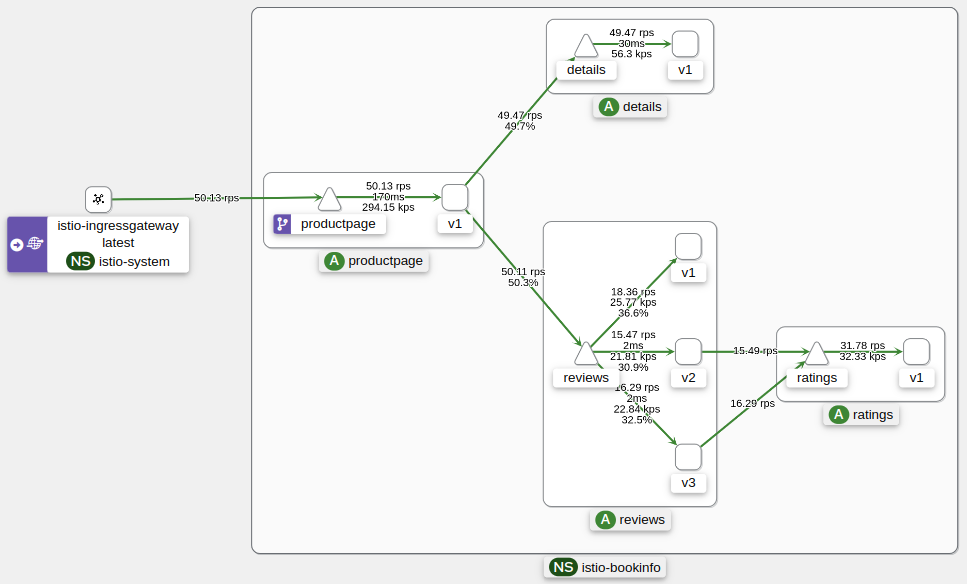 49.47 rps
30ms
56.3 kps
details
v1
A details
49.47 rps
49.7%
50.13 rps
istio-ingressgateway
latest
NS istio-system
50.13 rps
170ms
294.15 kps
productpage
v1
A productpage
50.11 rps
50.3%
v1
18.36 rps
25.77 kps
36.6%
15.47 rps
2ms
21.81 kps
30.9%
reviews
v2
16.29 rps
2ms
22.84 kps
32.5%
v3
A reviews
15.49 rps
16.29 rps
31.78 rps
32.33 kps
ratings
v1
A ratings
NS istio-bookinfo